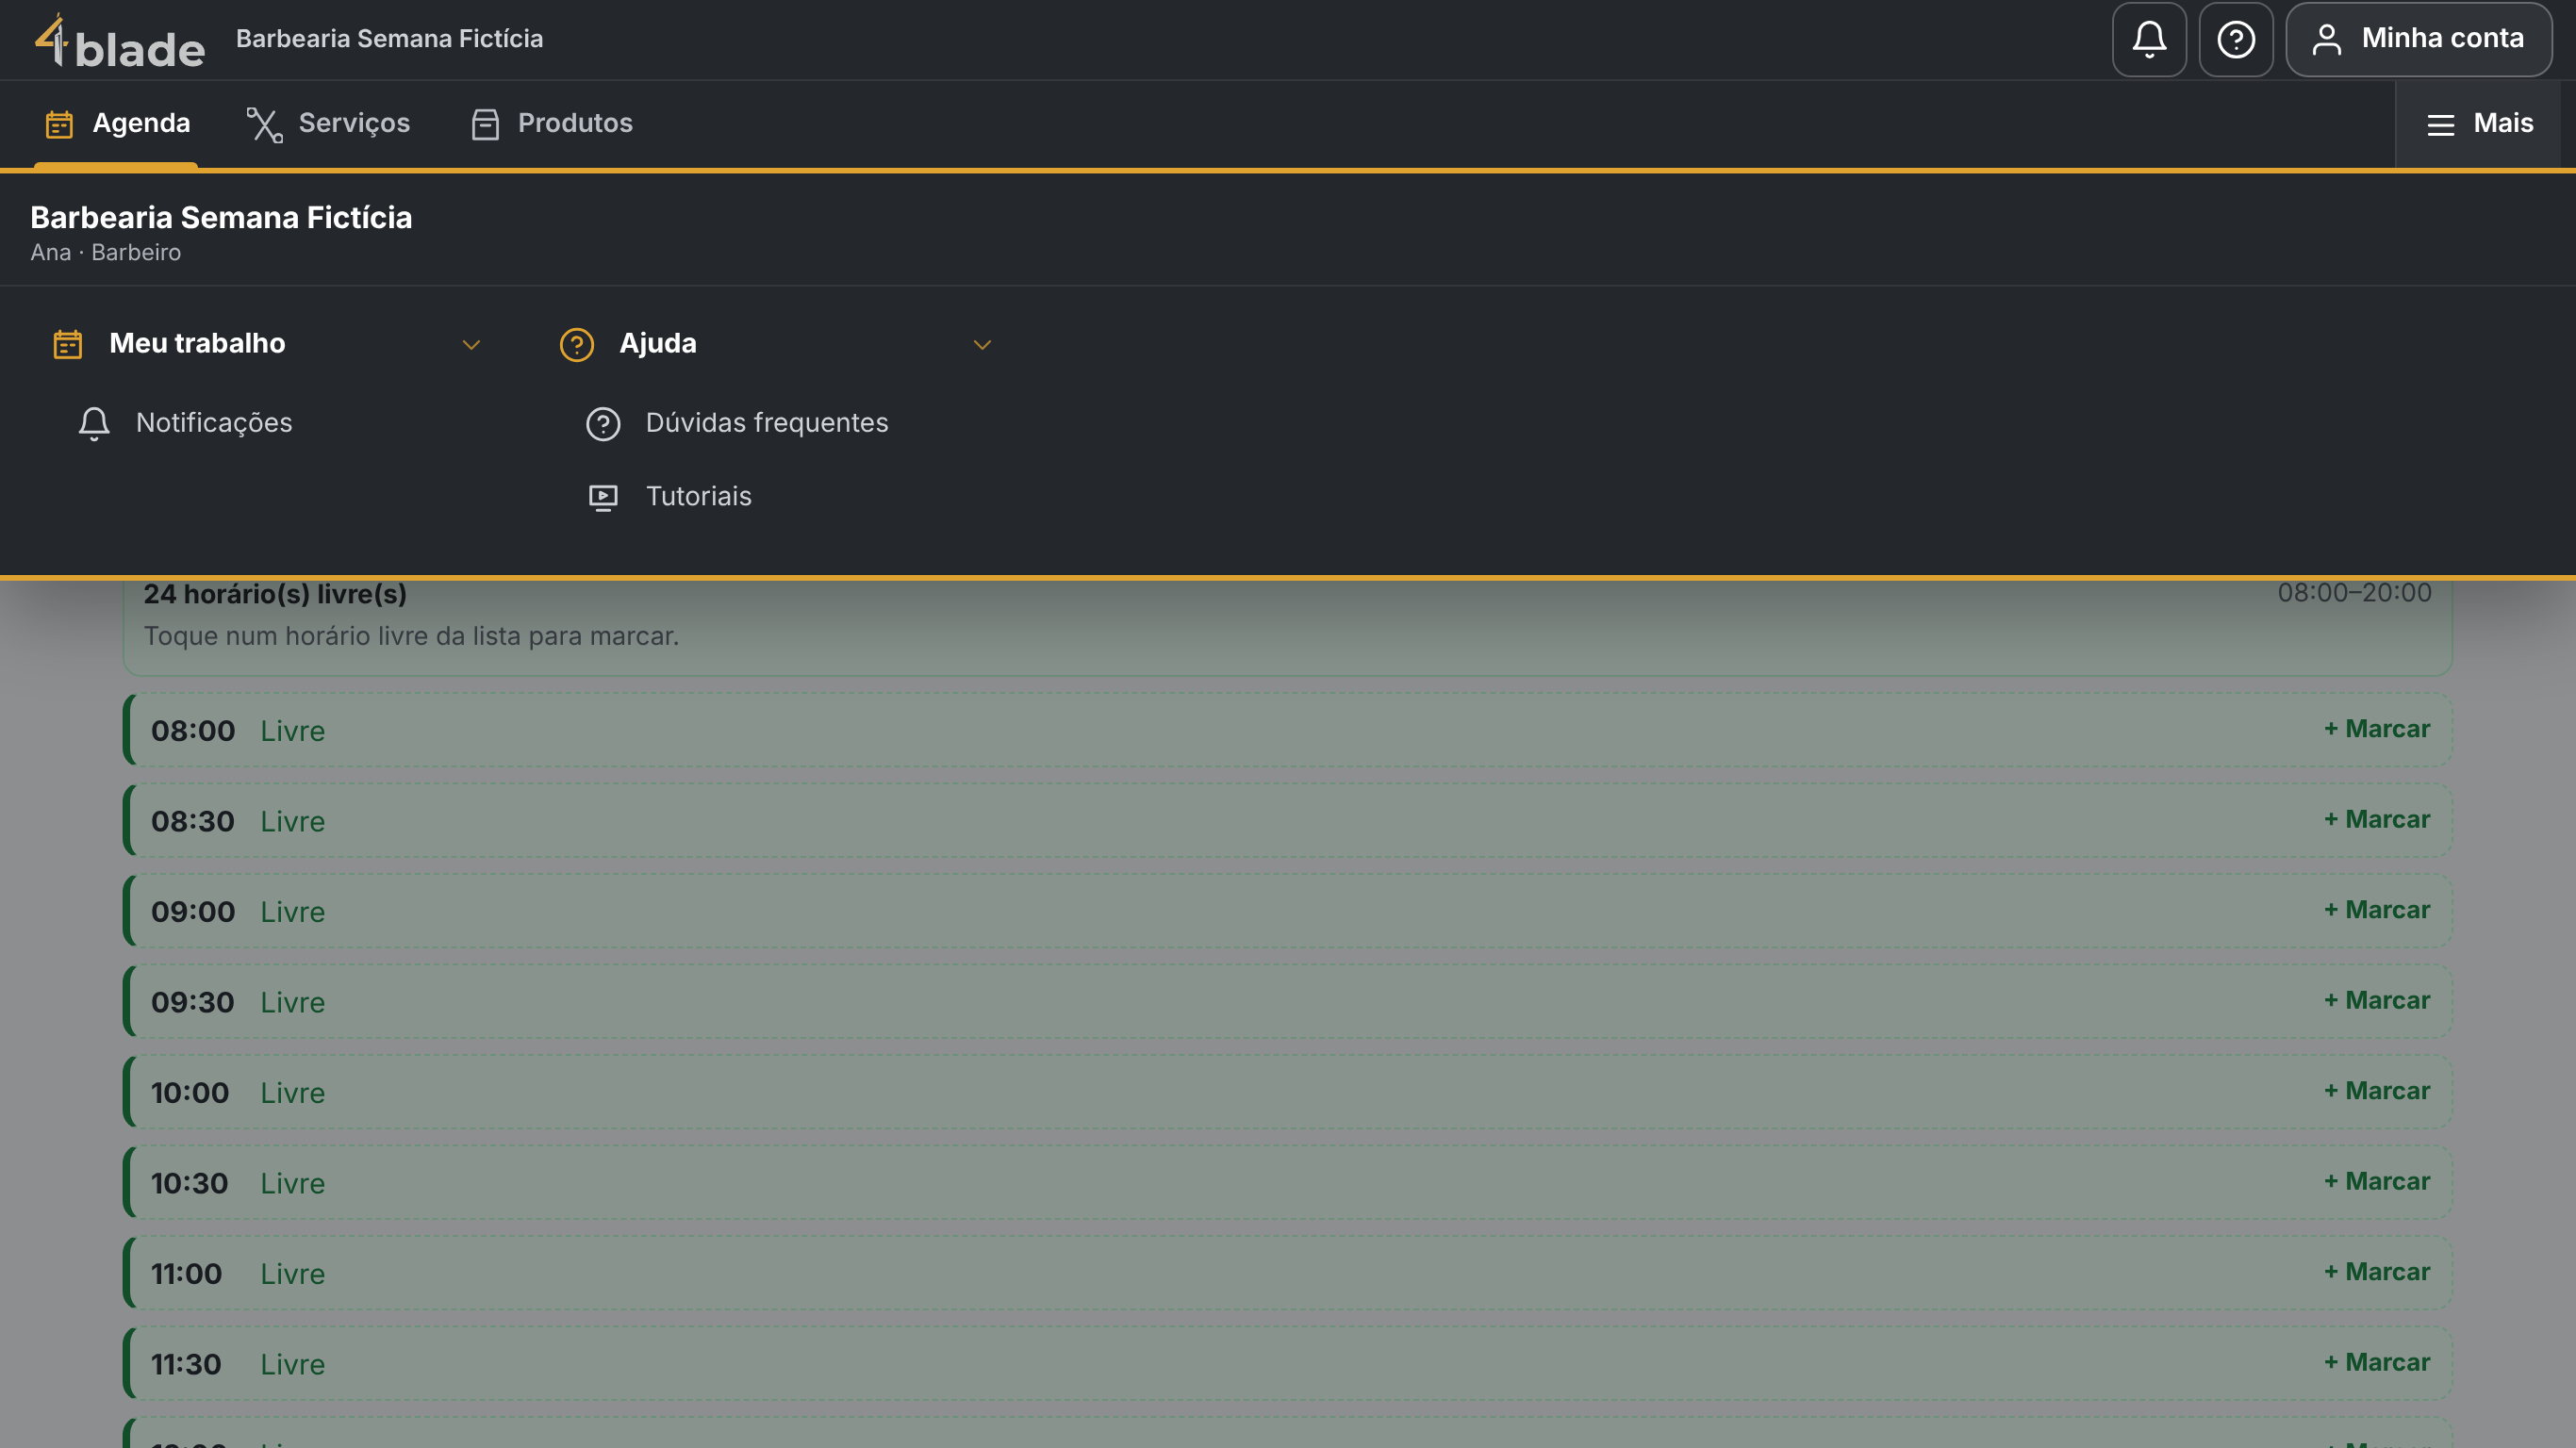 4blade
Barbearia Semana Fictícia
Minha conta
Agenda
Serviços
Produtos
Mais
Barbearia Semana Fictícia
Ana · Barbeiro
Meu trabalho
Ajuda
Notificações
Dúvidas frequentes
Tutoriais
24 horário(s) livre(s)
08:00–20:00
Toque num horário livre da lista para marcar.
08:00 Livre + Marcar
08:30 Livre + Marcar
09:00 Livre + Marcar
09:30 Livre + Marcar
10:00 Livre + Marcar
10:30 Livre + Marcar
11:00 Livre + Marcar
11:30 Livre + Marcar